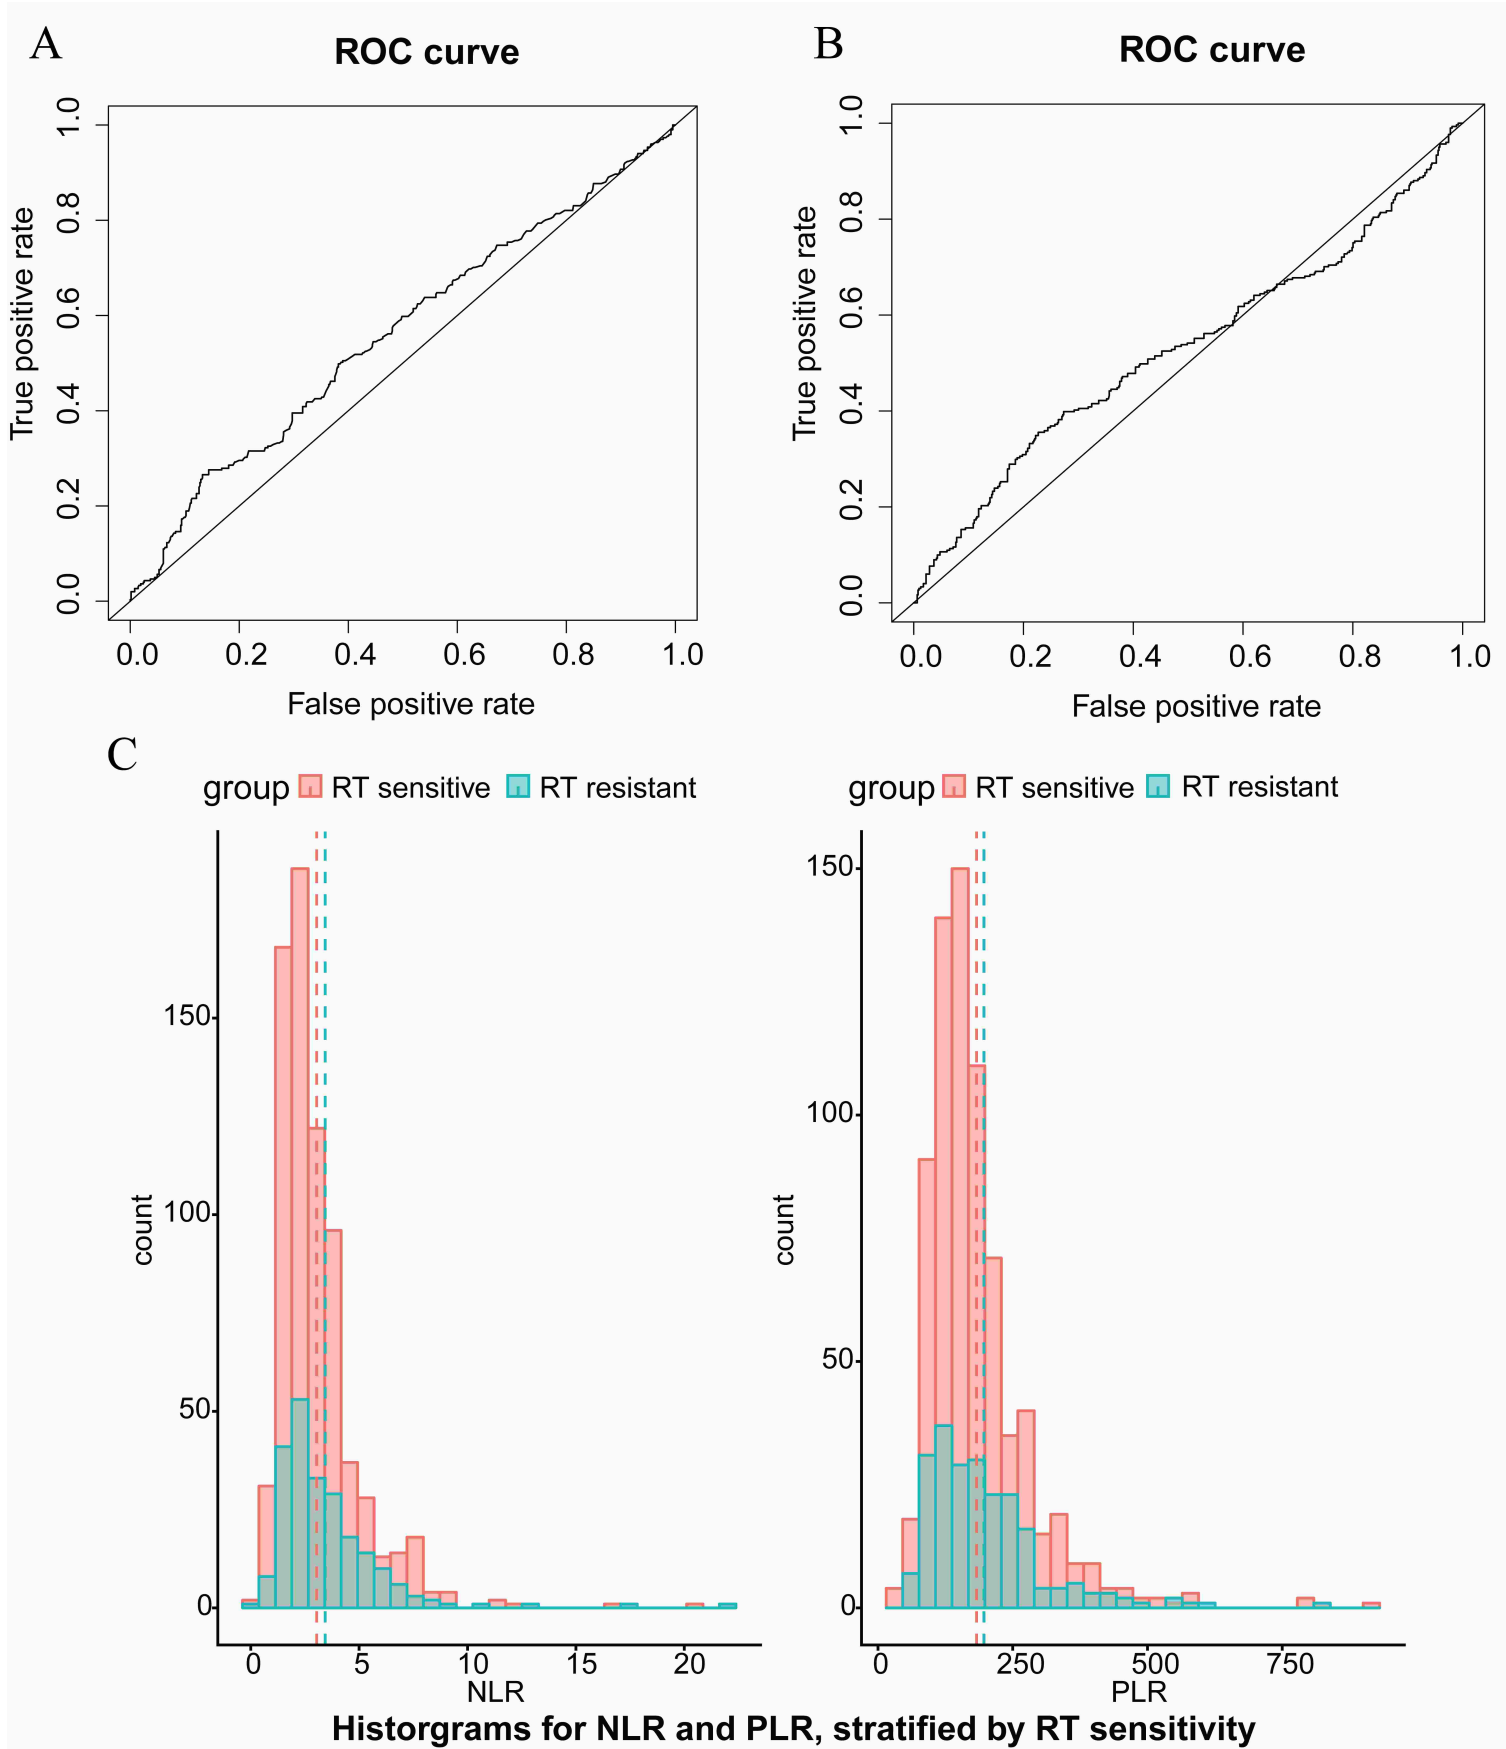 A
ROC curve
True positive rate
1.0
0.8
0.6
0.4
0.2
0.0
0.0 0.2 0.4 0.6 0.8 1.0
False positive rate
B
ROC curve
True positive rate
1.0
0.8
0.6
0.4
0.2
0.0
0.0 0.2 0.4 0.6 0.8 1.0
False positive rate
C
group RT sensitive RT resistant
count
150
100
50
0
0 5 10 15 20
NLR
group RT sensitive RT resistant
count
150
100
50
0
0 250 500 750
PLR
Historgrams for NLR and PLR, stratified by RT sensitivity